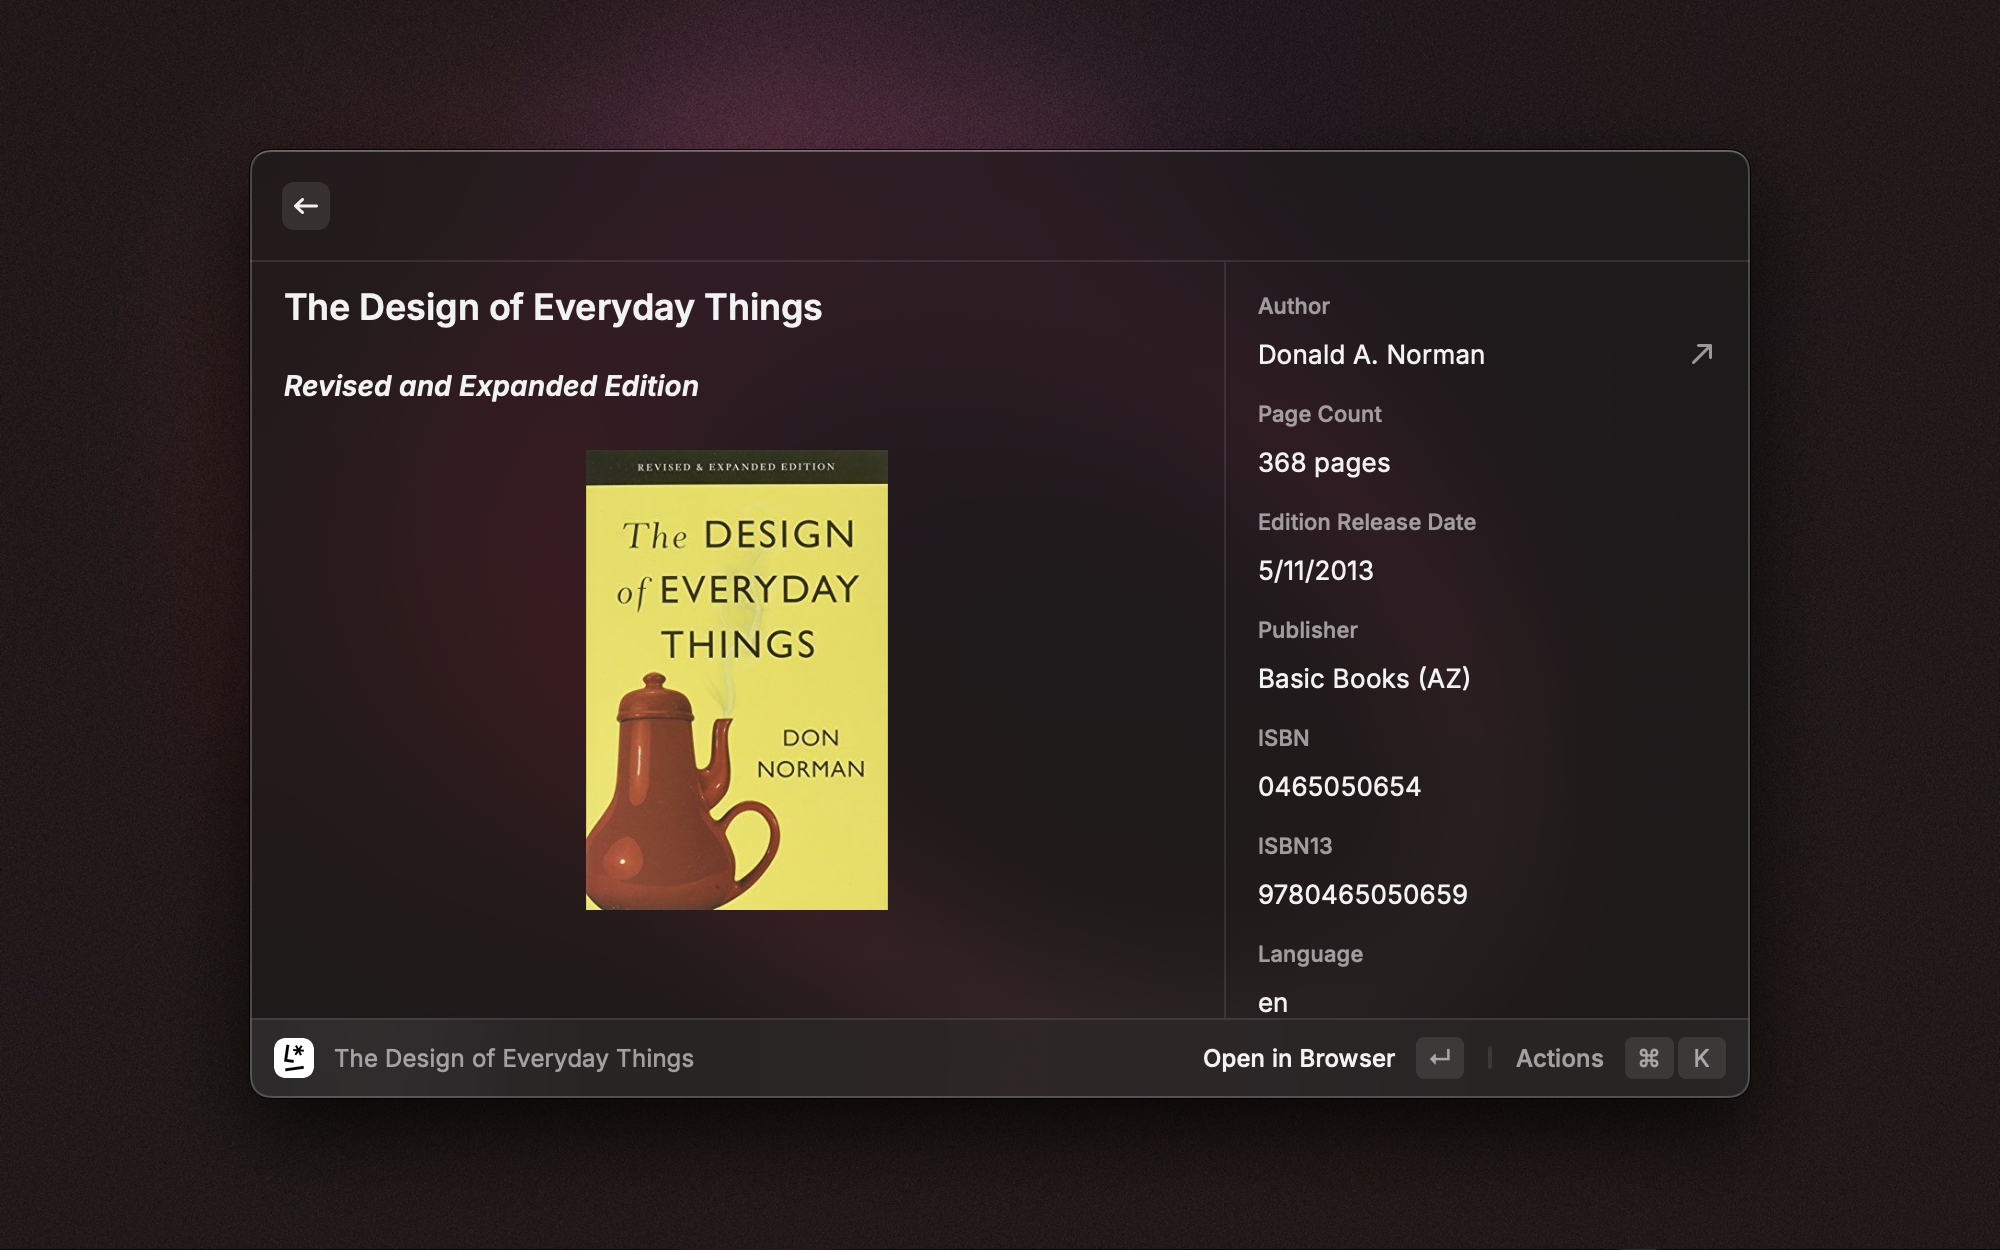 The Design of Everyday Things
Revised and Expanded Edition
REVISED & EXPANDED EDITION
The DESIGN
of EVERYDAY
THINGS
DON
NORMAN
Author
Donald A. Norman
Page Count
368 pages
Edition Release Date
5/11/2013
Publisher
Basic Books (AZ)
ISBN
0465050654
ISBN13
9780465050659
Language
en
L*
The Design of Everyday Things
Open in Browser
Actions ⌘ K